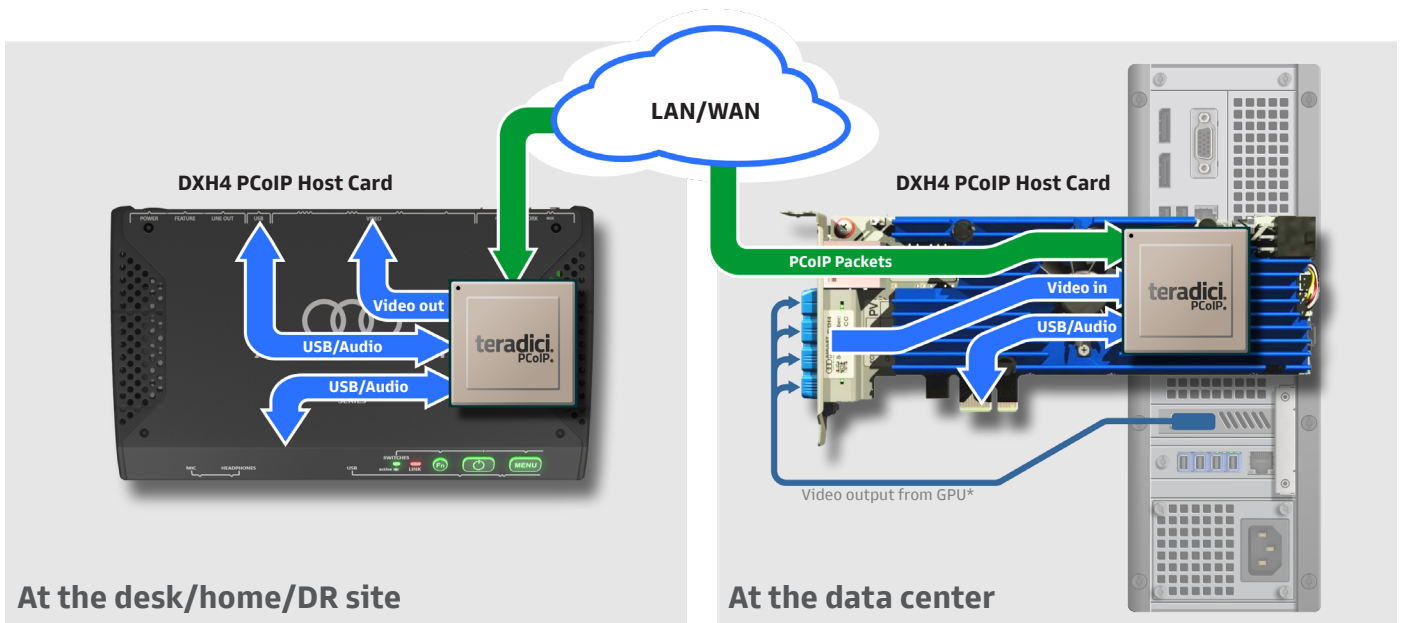 LAN/WAN
DXH4 PCoIP Host Card
POWER FEATURE LINE OUT USB VIDEO
Video out
USB/Audio
teradici.
PCoIP.
USB/Audio
SERIES
SWITCHES
active
LINK
MIC HEADPHONES USB
Fn
MENU
At the desk/home/DR site
DXH4 PCoIP Host Card
PCoIP Packets
Video in
USB/Audio
teradici.
PCoIP.
Video output from GPU*
At the data center